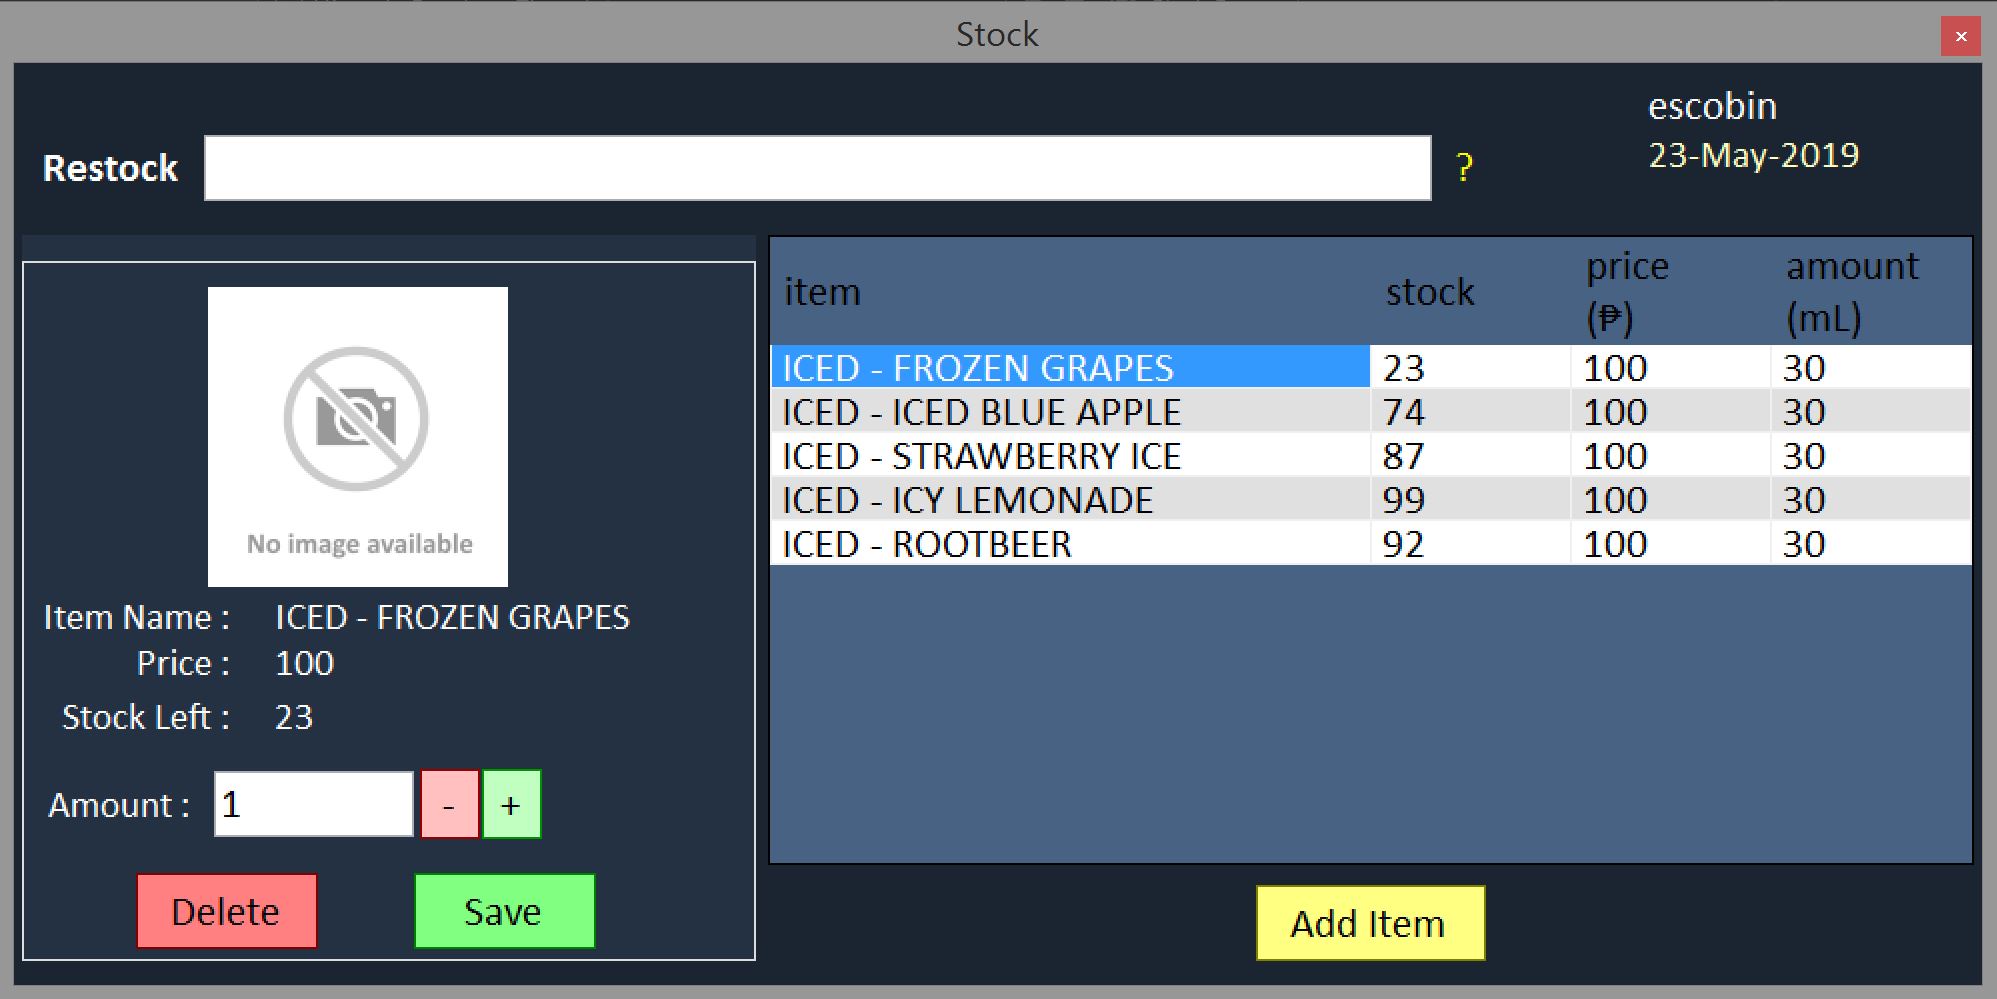 Stock
x
escobin
23-May-2019
Restock ?
No image available
Item Name : ICED - FROZEN GRAPES
Price : 100
Stock Left : 23
Amount : 1 - +
Delete Save
item stock price (₱) amount (mL)
ICED - FROZEN GRAPES 23 100 30
ICED - ICED BLUE APPLE 74 100 30
ICED - STRAWBERRY ICE 87 100 30
ICED - ICY LEMONADE 99 100 30
ICED - ROOTBEER 92 100 30
Add Item